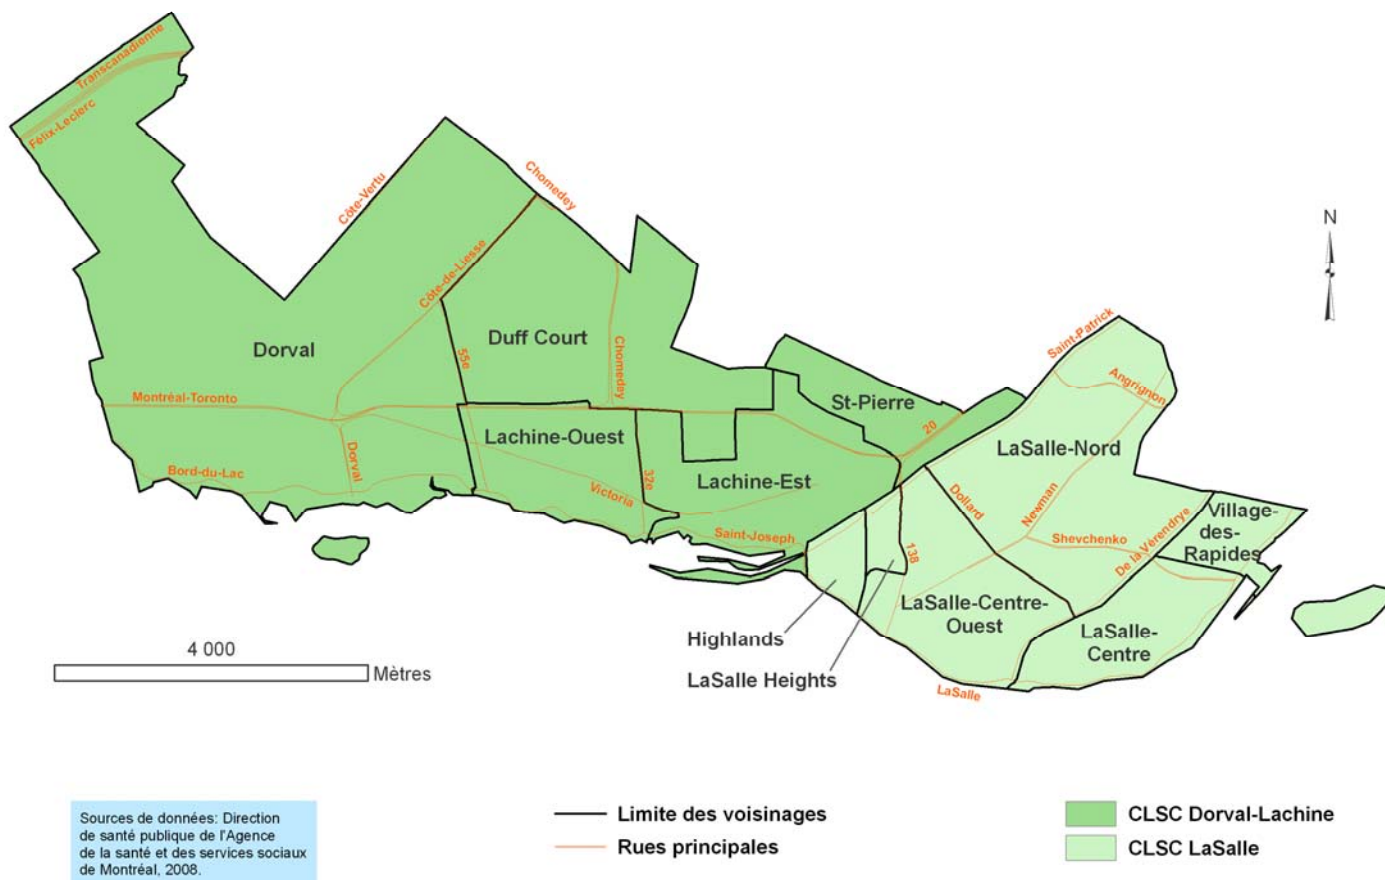 Transcanadienne
Félix-Leclerc
Côte-Vertu
Chomedey
N
Côte-de-Liesse
Saint-Patrick
Dorval
Duff Court
55e
Chomedey
Angrignon
Montréal-Toronto
St-Pierre
20
Lachine-Ouest
LaSalle-Nord
Bord-du-Lac
Dorval
32e
Lachine-Est
Victoria
Dollard
Newman
Village-
des-
Rapides
Saint-Joseph
138
Shevchenko
De la Vérendrye
LaSalle-Centre-
Ouest
Highlands
LaSalle-
Centre
LaSalle Heights
LaSalle
4 000
Mètres
Sources de données: Direction
de santé publique de l'Agence
de la santé et des services sociaux
de Montréal, 2008.
Limite des voisinages
Rues principales
CLSC Dorval-Lachine
CLSC LaSalle